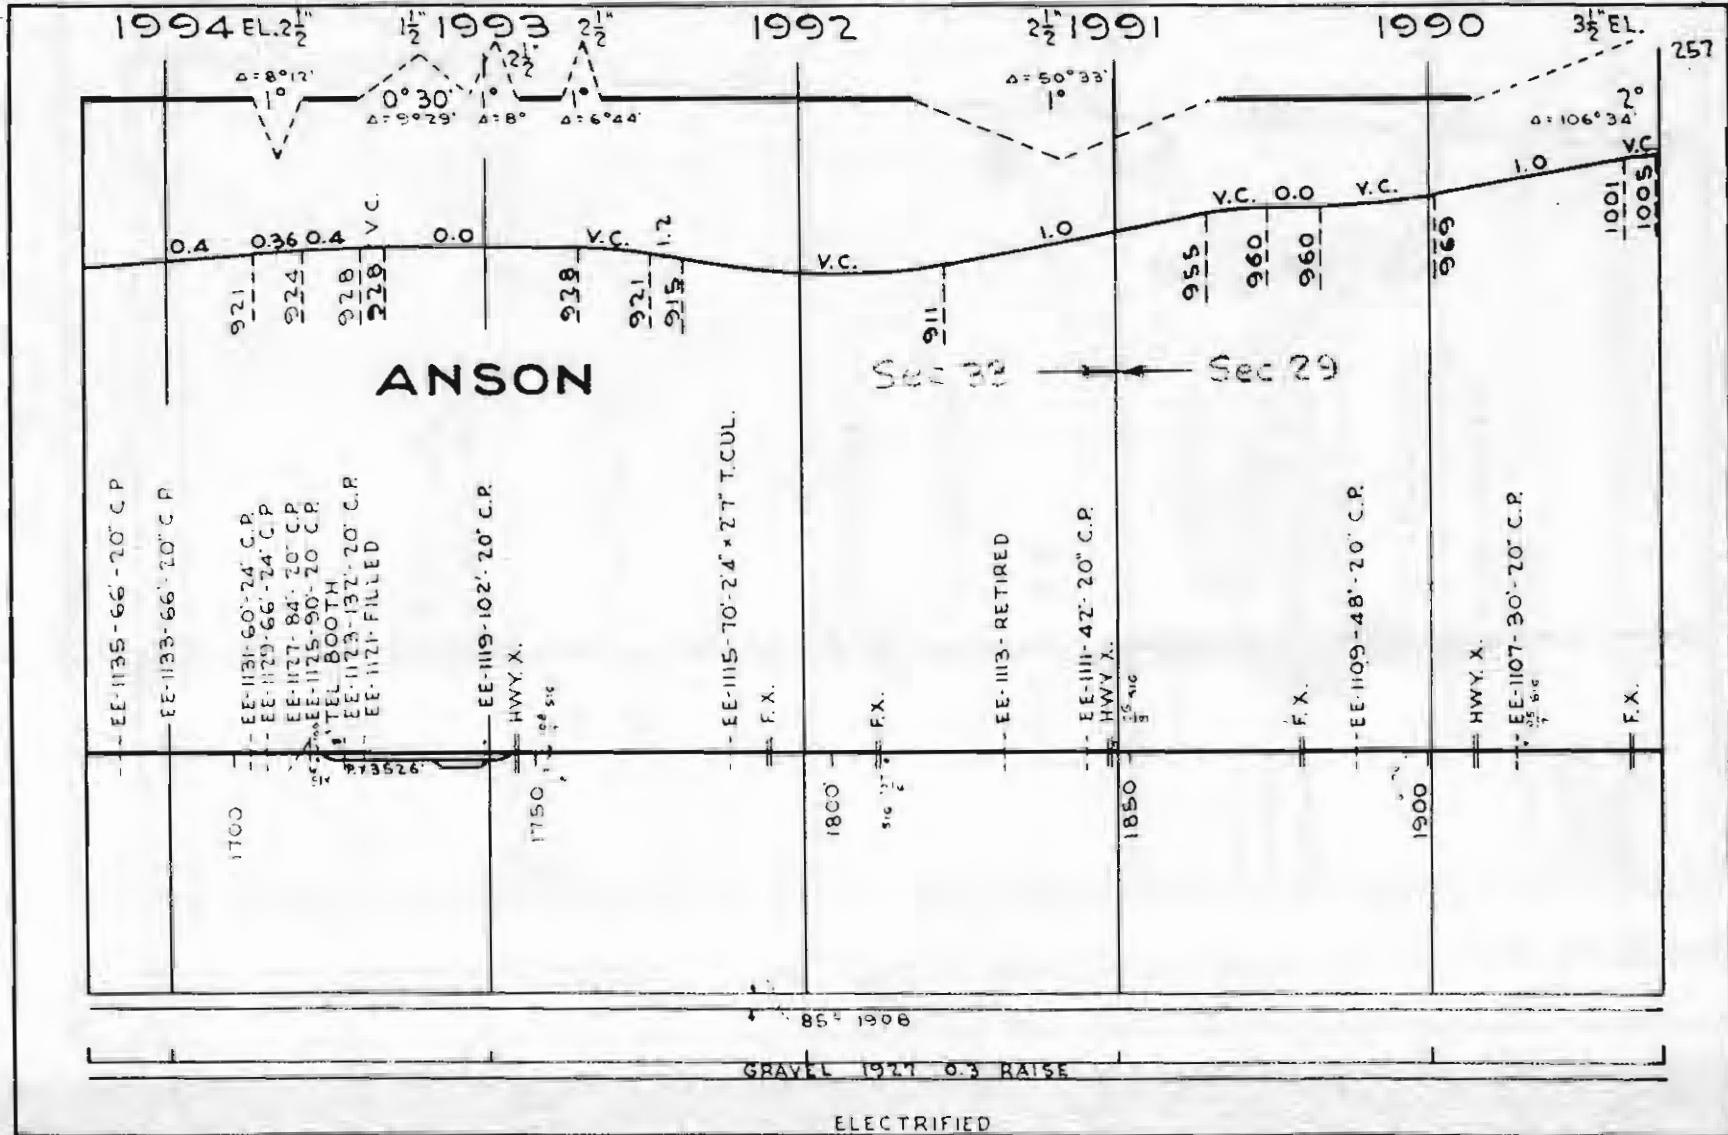 1994 EL. 2½" 1½" 1993 2½" 1992 2½" 1991 1990 3½" EL.
257
2½"
Δ = 8°12' Δ = 50°33'
1° 0°30' 1° 1° 1° 2°
Δ = 9°29' Δ = 8° Δ = 6°44' Δ = 106°34'
V.C.
1.0
V.C. 0.0 V.C.
V.C.
0.4 0.36 0.4 0.0 V.C. 1.2 V.C. 1.0
921
924
928
928
938
921
915
911
955
960
960
969
1001
1005
ANSON
Sec 33 Sec 29
EE-1135-66'-20" C.P.
EE-1133-66'-20" C.P.
EE-1131-60'-24" C.P.
EE-1129-66'-24" C.P.
EE-1127-84'-20" C.P.
EE-1125-90'-20" C.P.
TEL. BOOTH
EE-1123-132'-20" C.P.
EE-1121-FILLED
EE-1119-102'-20" C.P.
HWY. X.
SIG
EE-1115-70'-24" x 27" T.CUL.
F.X.
F.X.
EE-1113-RETIRED
EE-1111-42'-20" C.P.
HWY. X.
SIG
F.X.
EE-1109-48'-20" C.P.
HWY. X.
EE-1107-30'-20" C.P.
SIG
F.X.
P.T. 3526'
1700
1750
1800
SIG
1850
1900
85# 1908
GRAVEL 1927 0.3 RAISE
ELECTRIFIED